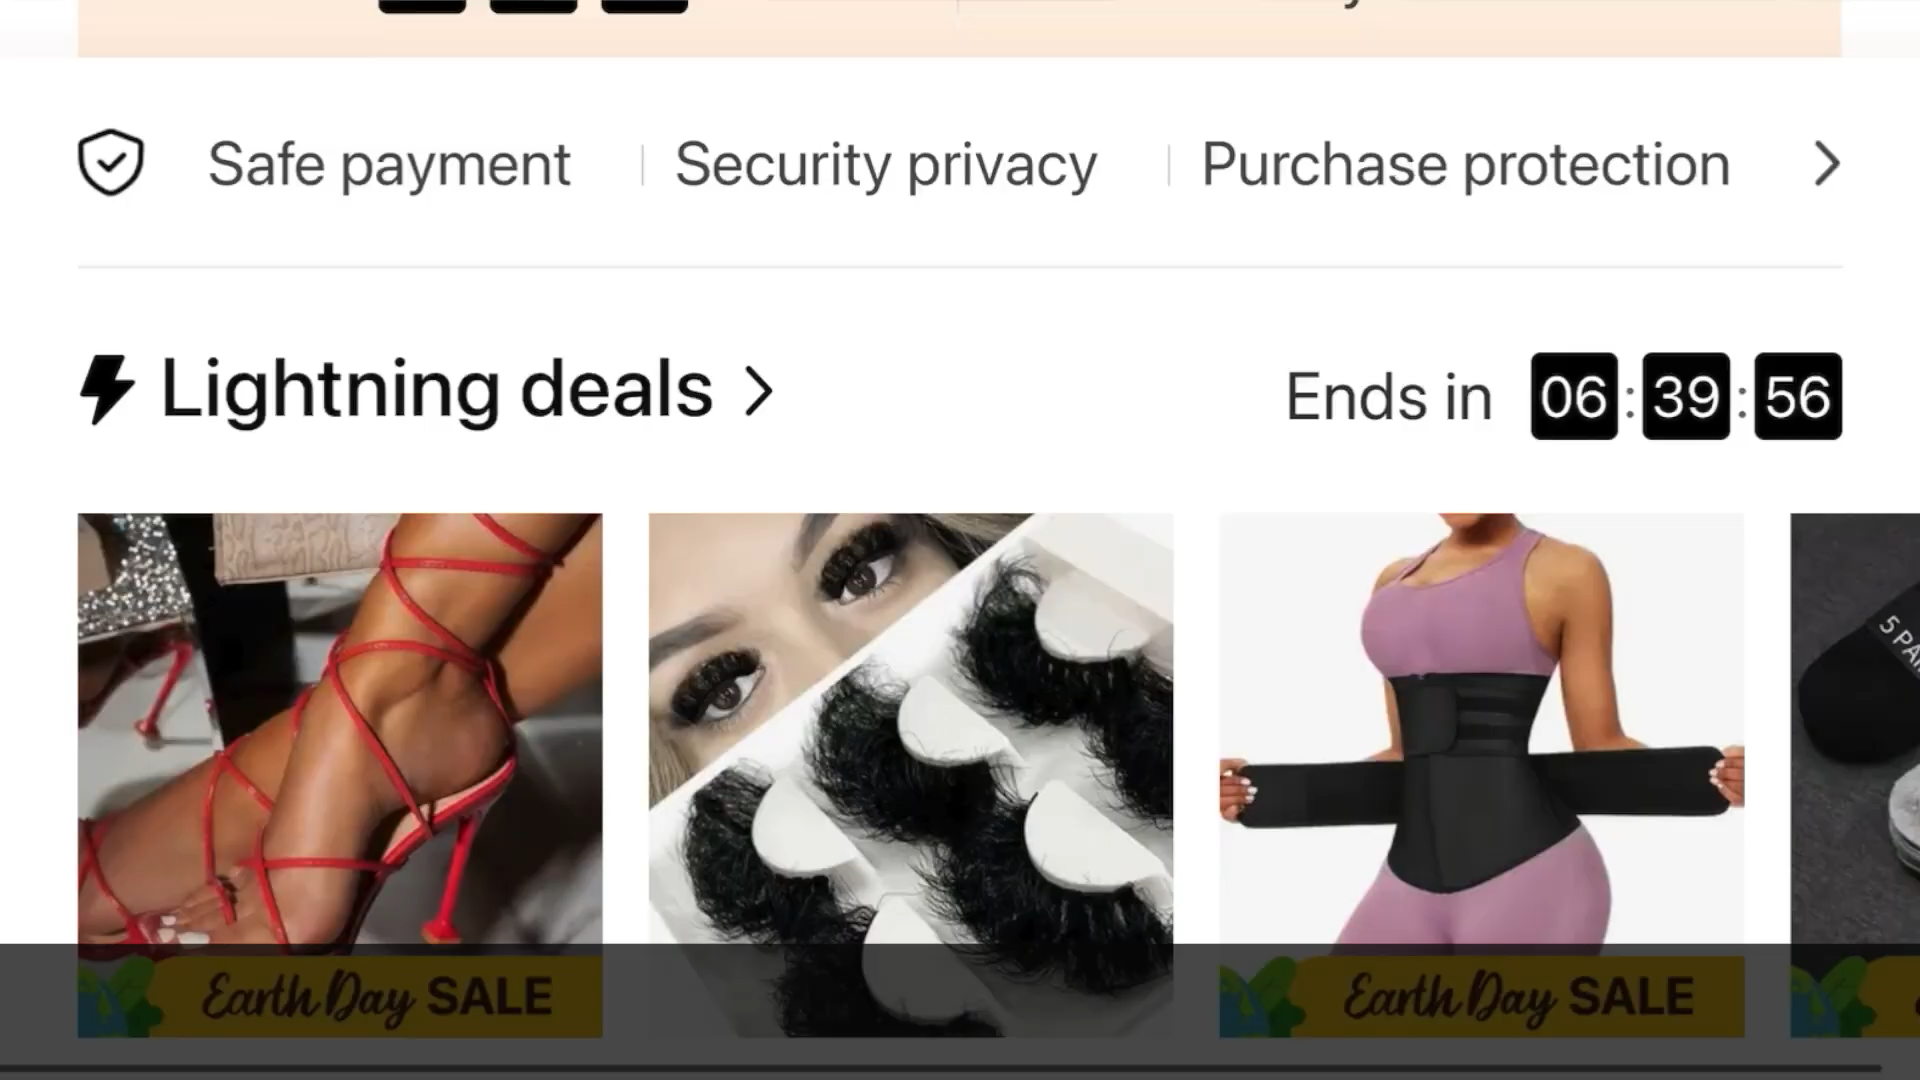 Safe payment
Security privacy
Purchase protection
Lightning deals
Ends in 06:39:56
Earth Day SALE
Earth Day SALE